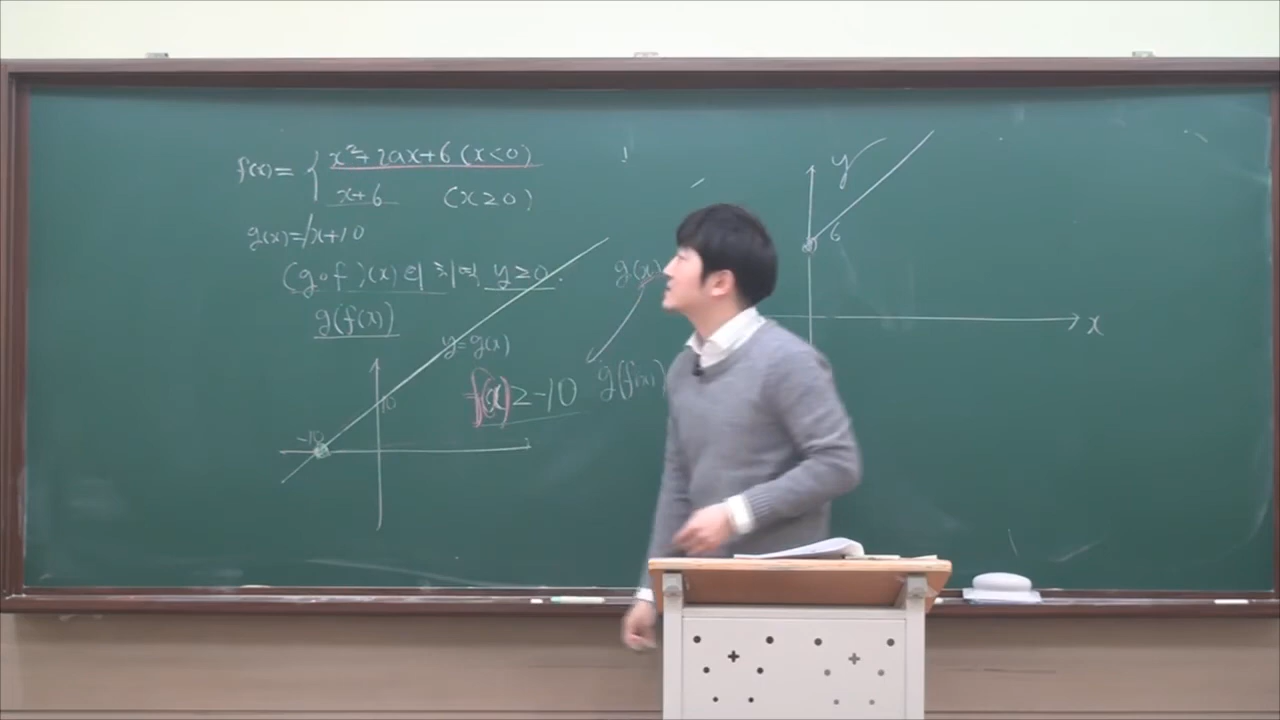 f(x)= { x²+2ax+6 (x<0)
x+6 (x≥0)
g(x)=x+10
(g∘f)(x)의 치역 y≥0.
g(f(x))
y=g(x)
10
-10
f(x)≥-10
g(x)
g(f(x))
y
6
x